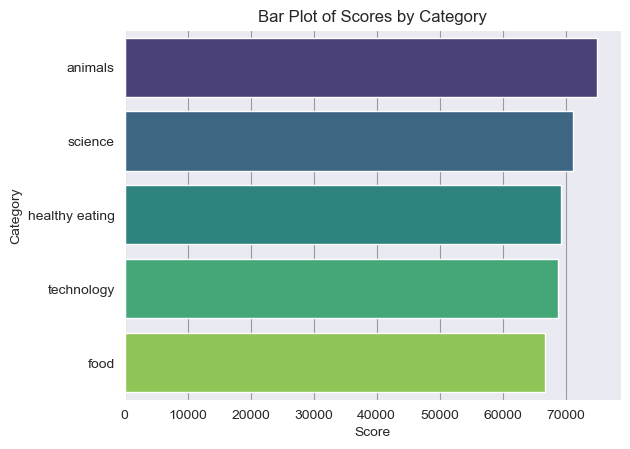 Bar Plot of Scores by Category
Category
animals
science
healthy eating
technology
food
0 10000 20000 30000 40000 50000 60000 70000
Score